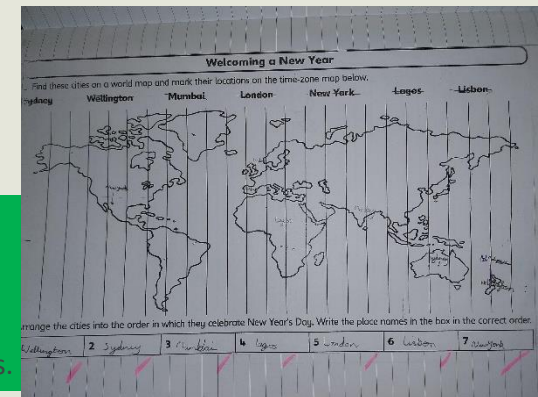 Welcoming a New Year
Find these cities on a world map and mark their locations on the time-zone map below.
ydney Wellington Mumbai London New York Lagos Lisbon
rrange the cities into the order in which they celebrate New Year's Day. Write the place names in the box in the correct order.
Wellington 2 Sydney 3 Mumbai 4 lagos 5 London 6 Lisbon 7 New York
s.